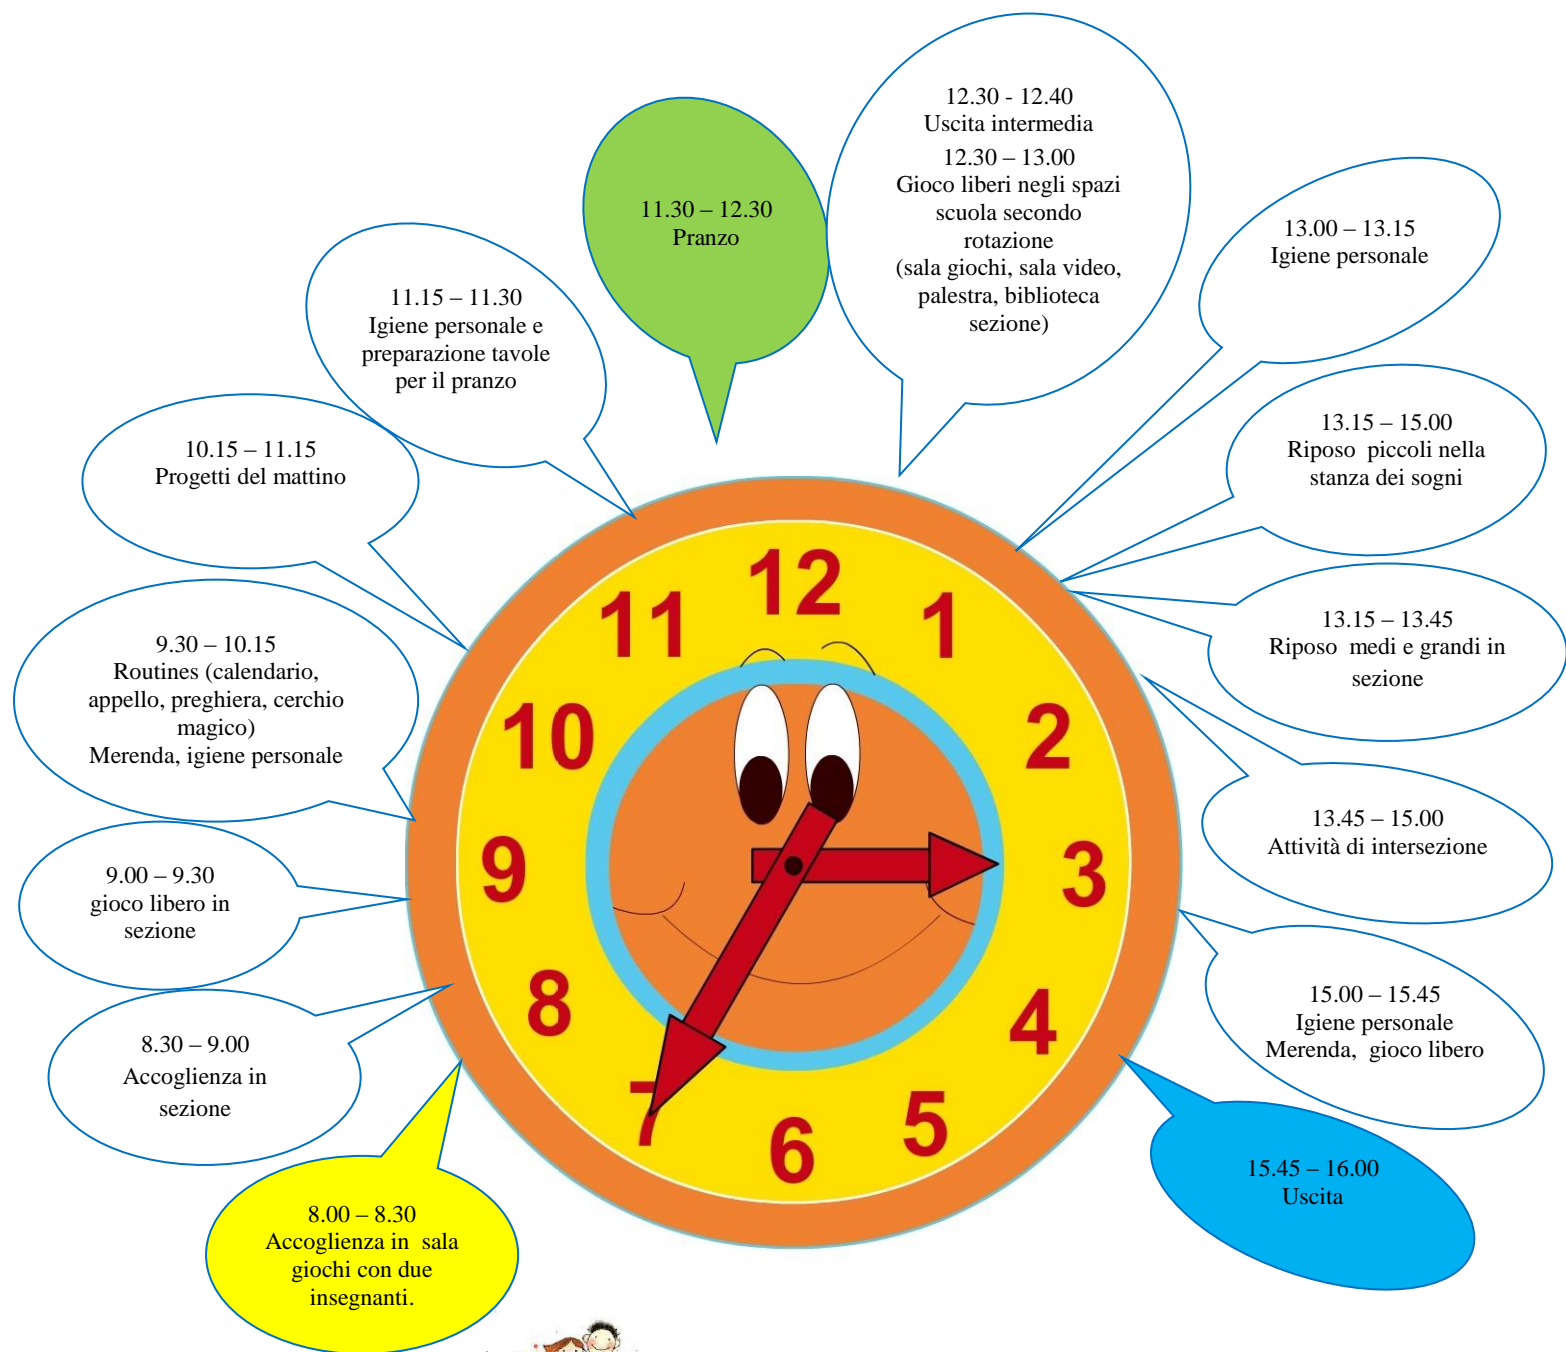 8.00 – 8.30
Accoglienza in sala
giochi con due
insegnanti.
8.30 – 9.00
Accoglienza in
sezione
9.00 – 9.30
gioco libero in
sezione
9.30 – 10.15
Routines (calendario,
appello, preghiera, cerchio
magico)
Merenda, igiene personale
10.15 – 11.15
Progetti del mattino
11.15 – 11.30
Igiene personale e
preparazione tavole
per il pranzo
11.30 – 12.30
Pranzo
12.30 - 12.40
Uscita intermedia
12.30 – 13.00
Gioco liberi negli spazi
scuola secondo
rotazione
(sala giochi, sala video,
palestra, biblioteca
sezione)
13.00 – 13.15
Igiene personale
13.15 – 15.00
Riposo piccoli nella
stanza dei sogni
13.15 – 13.45
Riposo medi e grandi in
sezione
13.45 – 15.00
Attività di intersezione
15.00 – 15.45
Igiene personale
Merenda, gioco libero
15.45 – 16.00
Uscita
12
1
2
3
4
5
6
7
8
9
10
11